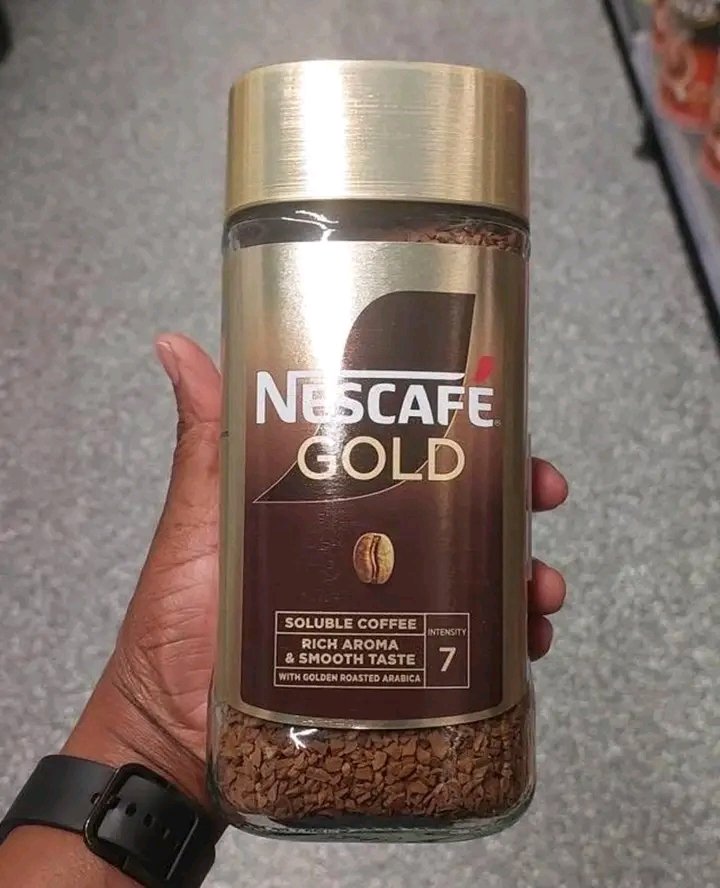 NESCAFÉ
GOLD
SOLUBLE COFFEE
RICH AROMA
& SMOOTH TASTE
WITH GOLDEN ROASTED ARABICA
INTENSITY
7